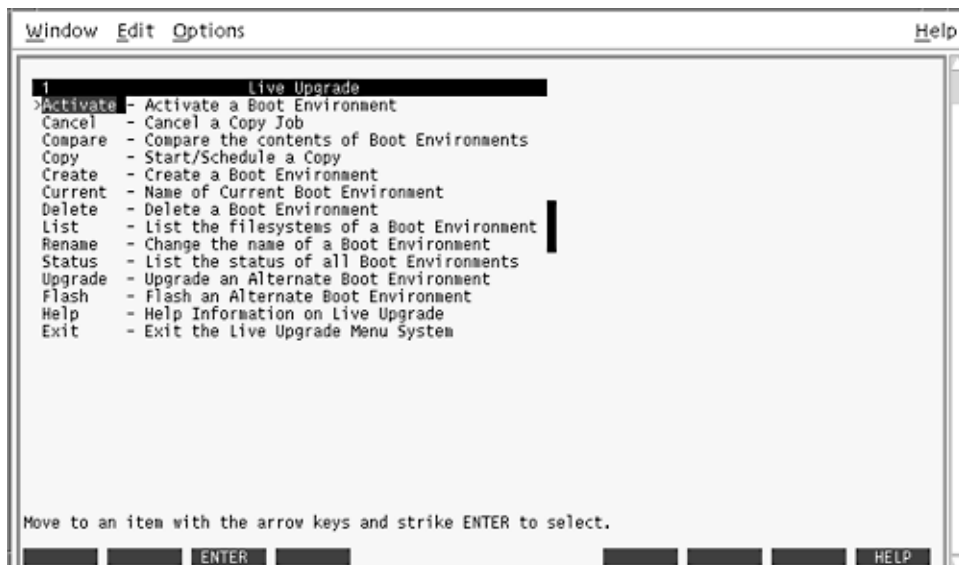 Window Edit Options Help
1 Live Upgrade
>Activate - Activate a Boot Environment
Cancel - Cancel a Copy Job
Compare - Compare the contents of Boot Environments
Copy - Start/Schedule a Copy
Create - Create a Boot Environment
Current - Name of Current Boot Environment
Delete - Delete a Boot Environment
List - List the filesystems of a Boot Environment
Rename - Change the name of a Boot Environment
Status - List the status of all Boot Environments
Upgrade - Upgrade an Alternate Boot Environment
Flash - Flash an Alternate Boot Environment
Help - Help Information on Live Upgrade
Exit - Exit the Live Upgrade Menu System
Move to an item with the arrow keys and strike ENTER to select.
ENTER HELP